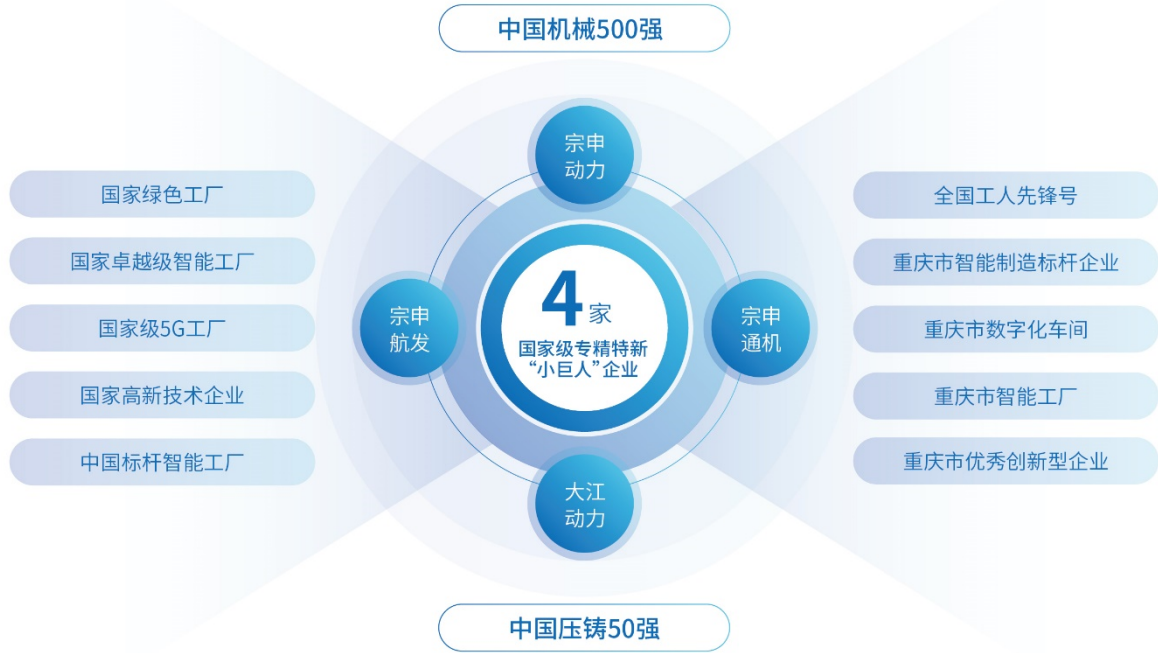 中国机械500强
宗申
动力
国家绿色工厂
国家卓越级智能工厂
国家级5G工厂
国家高新技术企业
中国标杆智能工厂
宗申
航发
4家
国家级专精特新
“小巨人”企业
宗申
通机
全国工人先锋号
重庆市智能制造标杆企业
重庆市数字化车间
重庆市智能工厂
重庆市优秀创新型企业
大江
动力
中国压铸50强